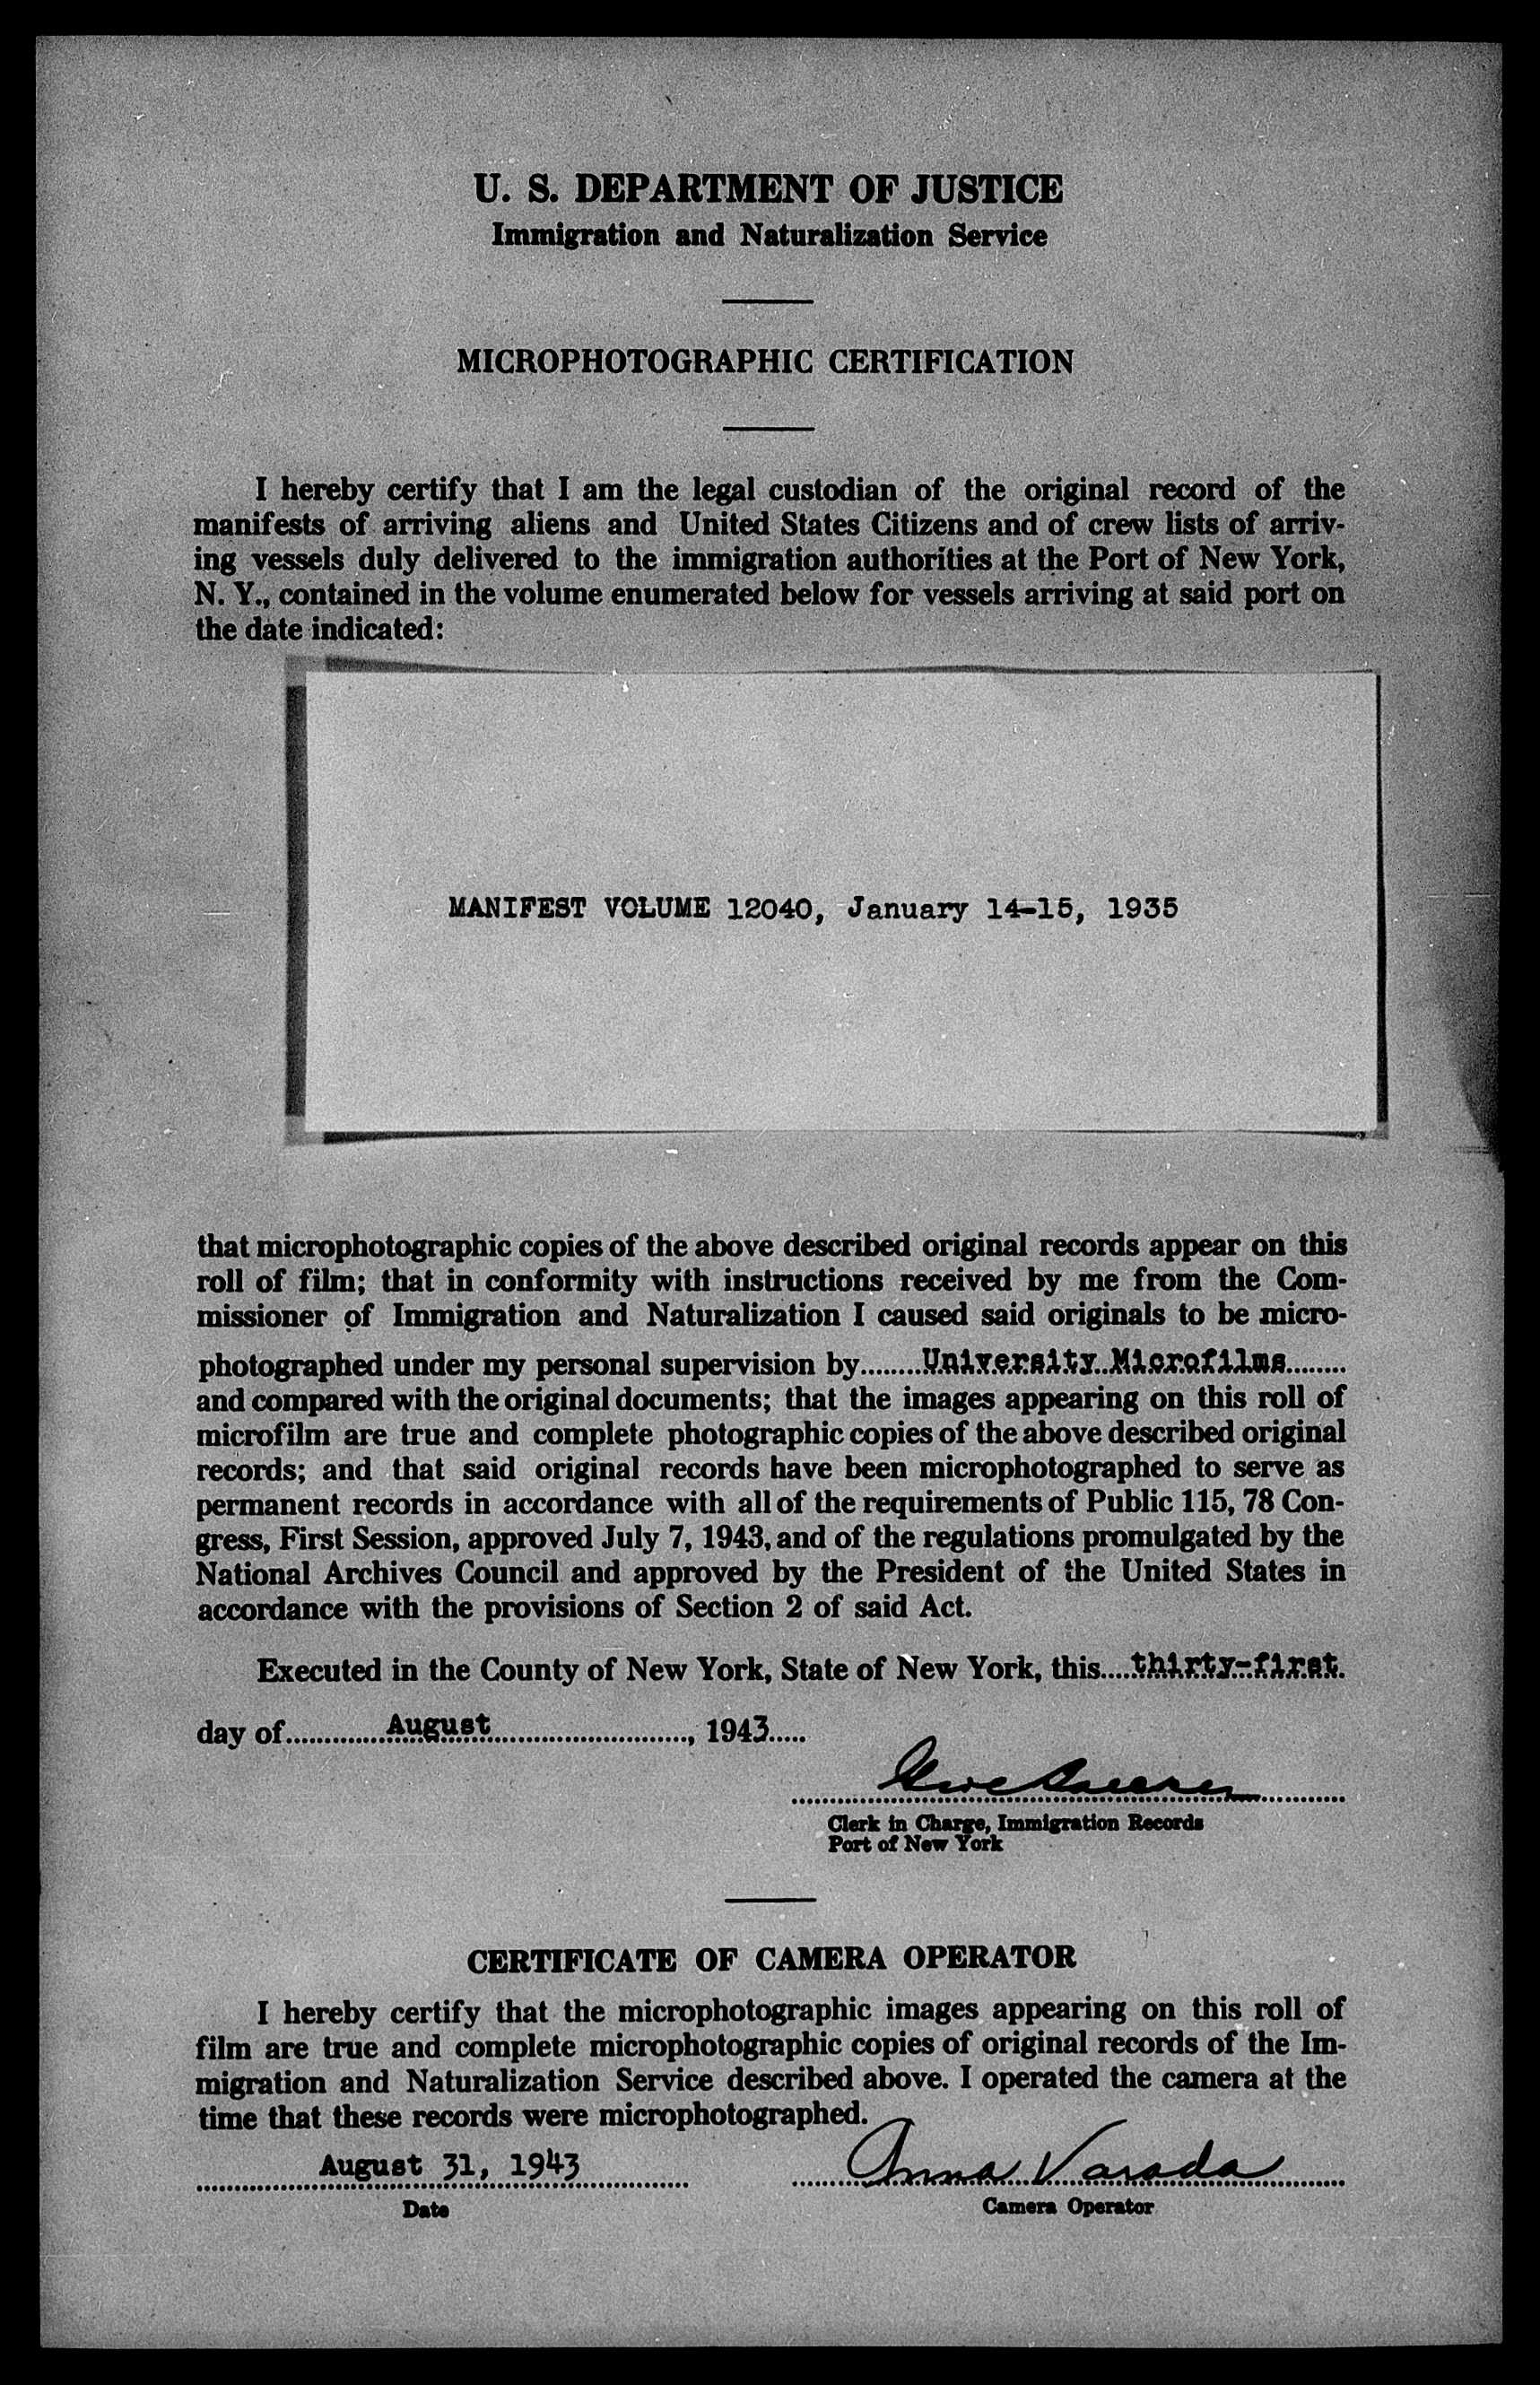 U. S. DEPARTMENT OF JUSTICE
Immigration and Naturalization Service
MICROPHOTOGRAPHIC CERTIFICATION
I hereby certify that I am the legal custodian of the original record of the
manifests of arriving aliens and United States Citizens and of crew lists of arriv-
ing vessels duly delivered to the immigration authorities at the Port of New York,
N. Y., contained in the volume enumerated below for vessels arriving at said port on
the date indicated:
MANIFEST VOLUME 12040, January 14-15, 1935
that microphotographic copies of the above described original records appear on this
roll of film; that in conformity with instructions received by me from the Com-
missioner of Immigration and Naturalization I caused said originals to be micro-
photographed under my personal supervision by........University Microfilms........
and compared with the original documents; that the images appearing on this roll of
microfilm are true and complete photographic copies of the above described original
records; and that said original records have been microphotographed to serve as
permanent records in accordance with all of the requirements of Public 115, 78 Con-
gress, First Session, approved July 7, 1943, and of the regulations promulgated by the
National Archives Council and approved by the President of the United States in
accordance with the provisions of Section 2 of said Act.
Executed in the County of New York, State of New York, this....thirty-first.
day of.............August.........................., 1943.....
Clerk in Charge, Immigration Records
Port of New York
CERTIFICATE OF CAMERA OPERATOR
I hereby certify that the microphotographic images appearing on this roll of
film are true and complete microphotographic copies of original records of the Im-
migration and Naturalization Service described above. I operated the camera at the
time that these records were microphotographed.
August 31, 1943 Anna Varada
Date Camera Operator